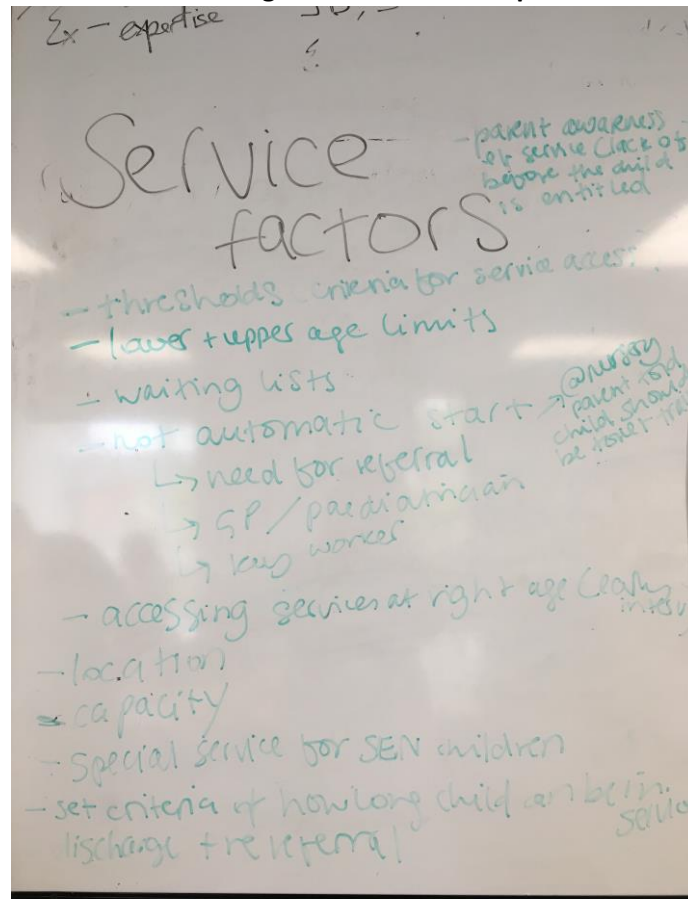 Ex - expertise
Service
factors
- parent awareness
of service (lack of)
before the child
is entitled
- thresholds criteria for service access
- lower + upper age limits
- waiting lists
- not automatic start → @nursery
parent told
child should
be toilet
↳ need for referral
↳ GP / paediatrician
↳ key worker
- accessing services at right age (early
- location
- capacity
- special service for SEN children
- set criteria of how long child can be in
discharge + rereferral